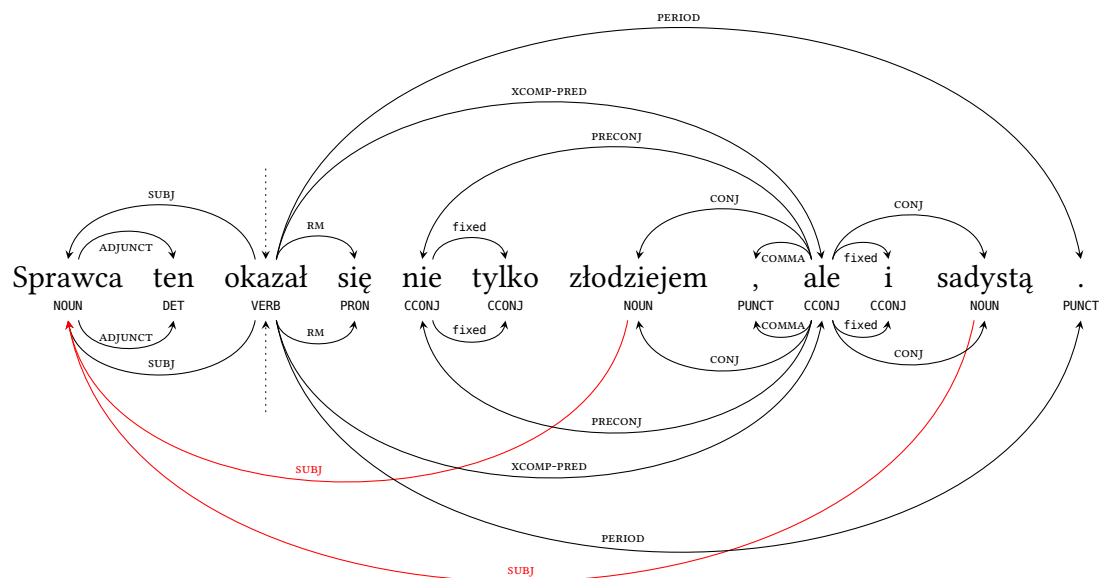 PERIOD
XCOMP-PRED
PRECONJ
SUBJ CONJ CONJ
RM fixed
ADJUNCT COMMA fixed
Sprawca ten okazał się nie tylko złodziejem , ale i sadystą .
NOUN DET VERB PRON CCONJ CCONJ NOUN PUNCT CCONJ CCONJ NOUN PUNCT
ADJUNCT RM fixed COMMA fixed
SUBJ CONJ CONJ
PRECONJ
SUBJ XCOMP-PRED
PERIOD
SUBJ